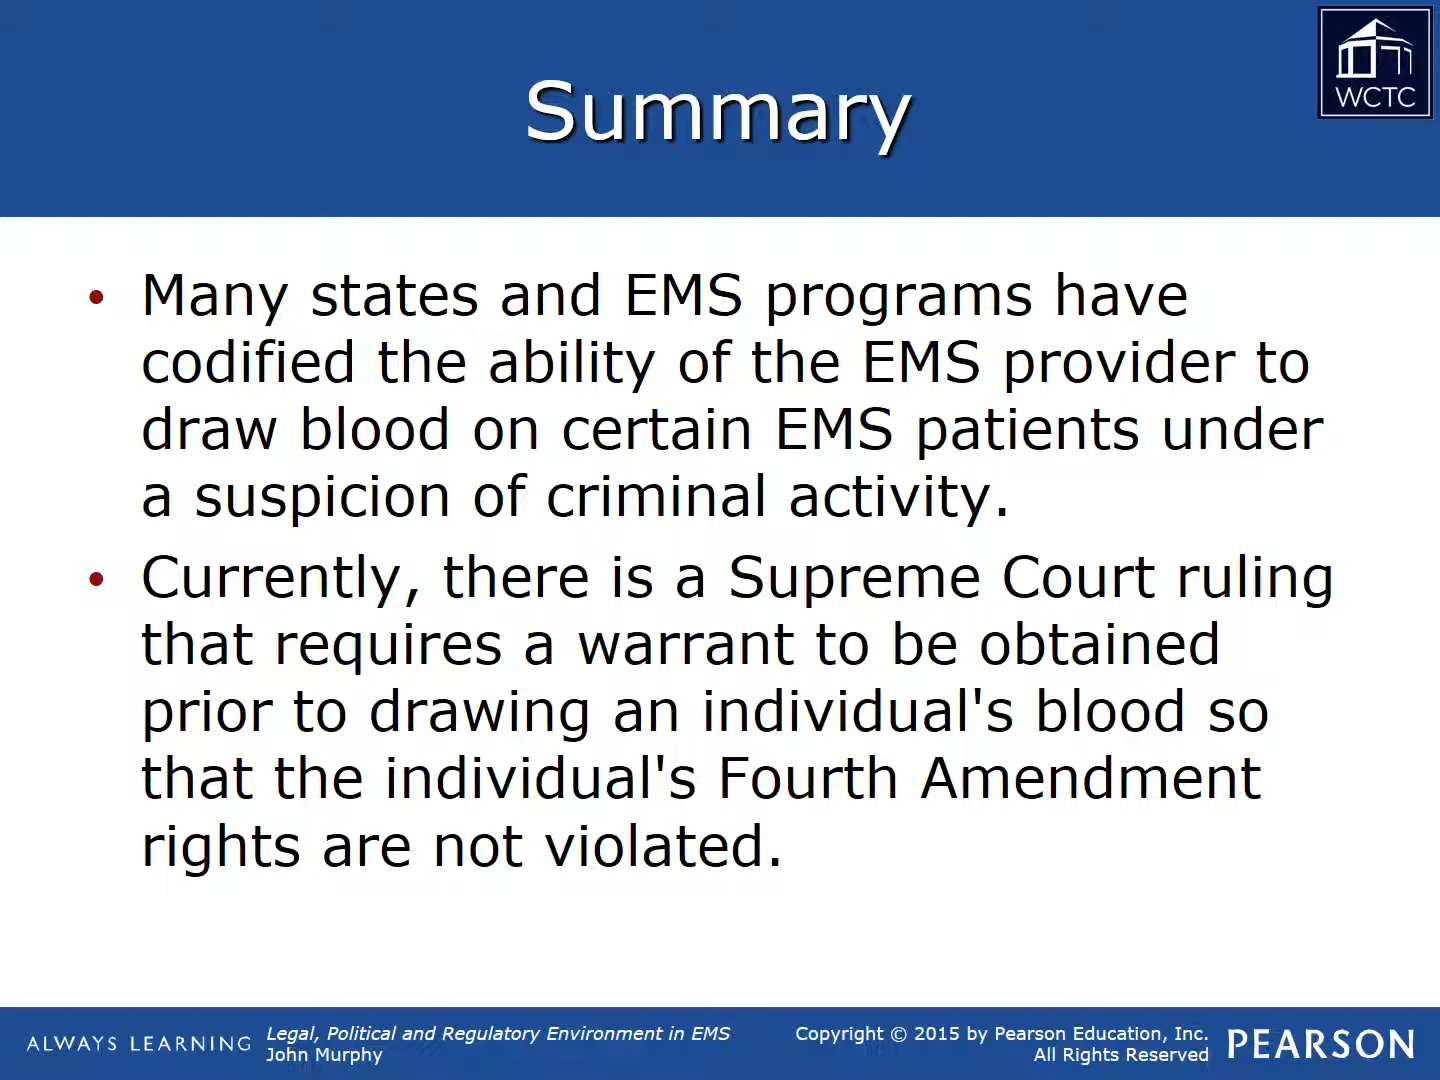 WCTC
Summary
• Many states and EMS programs have
codified the ability of the EMS provider to
draw blood on certain EMS patients under
a suspicion of criminal activity.
• Currently, there is a Supreme Court ruling
that requires a warrant to be obtained
prior to drawing an individual's blood so
that the individual's Fourth Amendment
rights are not violated.
ALWAYS LEARNING
Legal, Political and Regulatory Environment in EMS
John Murphy
Copyright © 2015 by Pearson Education, Inc.
All Rights Reserved
PEARSON